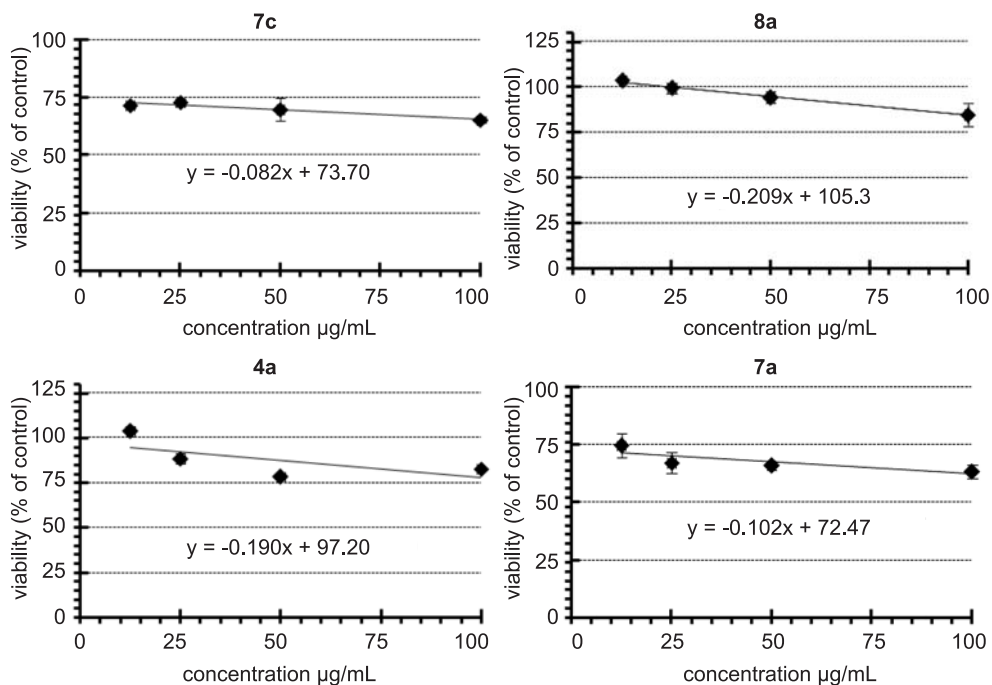 7c
viability (% of control)
100
75
50
25
0
y = -0.082x + 73.70
0 25 50 75 100
concentration µg/mL
8a
viability (% of control)
125
100
75
50
25
0
y = -0.209x + 105.3
0 25 50 75 100
concentration µg/mL
4a
viability (% of control)
125
100
75
50
25
0
y = -0.190x + 97.20
0 25 50 75 100
concentration µg/mL
7a
viability (% of control)
100
75
50
25
0
y = -0.102x + 72.47
0 25 50 75 100
concentration µg/mL